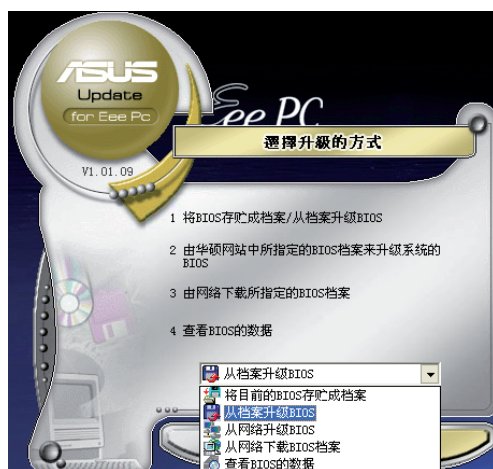 ASUS
Update
for Eee Pc
Eee PC
選擇升級的方式
V1.01.09
1 将BIOS存贮成档案/从档案升级BIOS
2 由华硕网站中所指定的BIOS档案来升级系统的
BIOS
3 由网络下载所指定的BIOS档案
4 查看BIOS的数据
从档案升级BIOS
将目前的BIOS存贮成档案
从档案升级BIOS
从网络升级BIOS
从网络下载BIOS档案
查看BIOS的数据